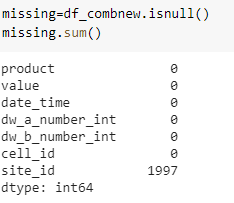 missing=df_combnew.isnull()
missing.sum()
product 0
value 0
date_time 0
dw_a_number_int 0
dw_b_number_int 0
cell_id 0
site_id 1997
dtype: int64